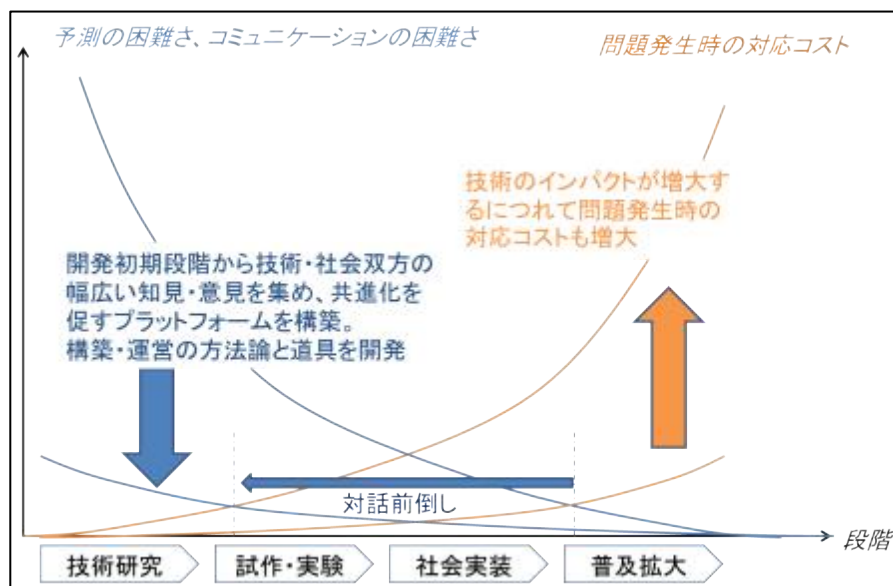 予測の困難さ、コミュニケーションの困難さ
問題発生時の対応コスト
技術のインパクトが増大す
るにつれて問題発生時の
対応コストも増大
開発初期段階から技術・社会双方の
幅広い知見・意見を集め、共進化を
促すプラットフォームを構築。
構築・運営の方法論と道具を開発
対話前倒し
段階
技術研究
試作・実験
社会実装
普及拡大